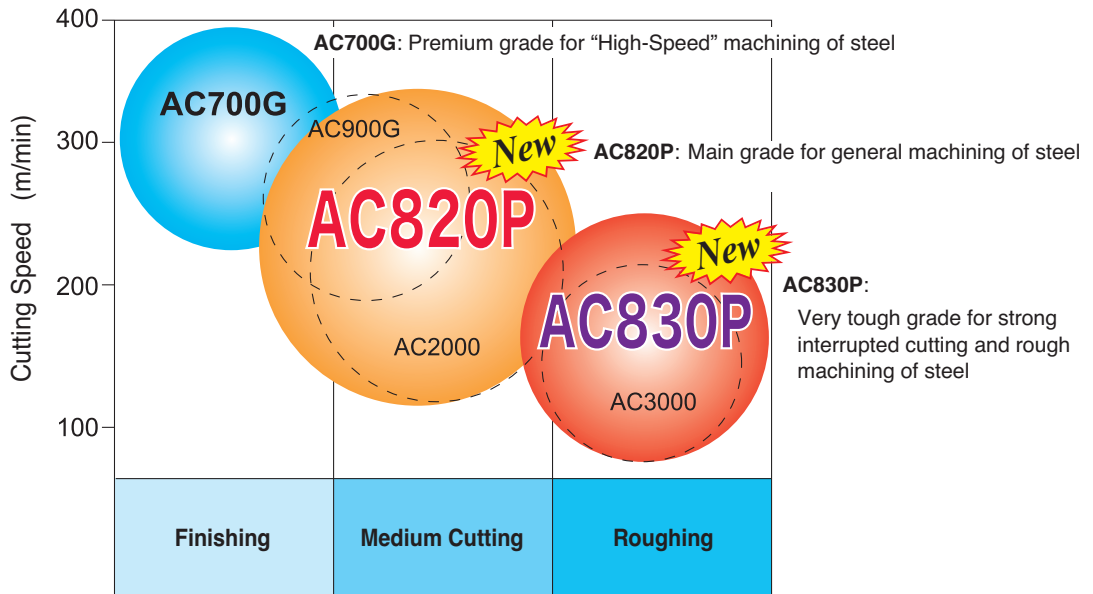 400
AC700G: Premium grade for “High-Speed” machining of steel
AC700G
AC900G
300
New
AC820P: Main grade for general machining of steel
AC820P
New
Cutting Speed (m/min)
200
AC830P:
Very tough grade for strong
interrupted cutting and rough
machining of steel
AC830P
AC2000
AC3000
100
Finishing
Medium Cutting
Roughing